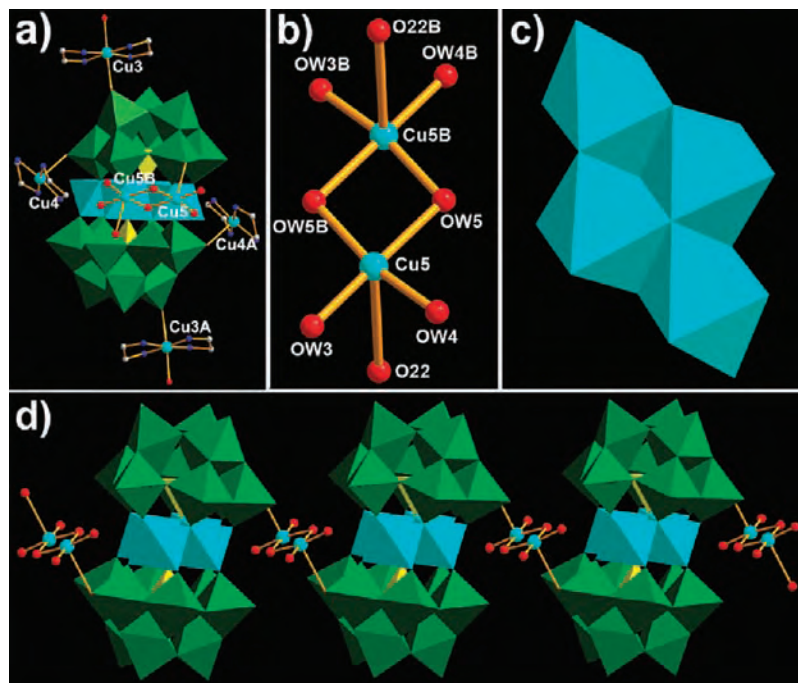 a)
Cu3
Cu5B
Cu4
Cu5
Cu4A
Cu3A
b)
O22B
OW3B
OW4B
Cu5B
OW5B
OW5
Cu5
OW3
OW4
O22
c)
d)